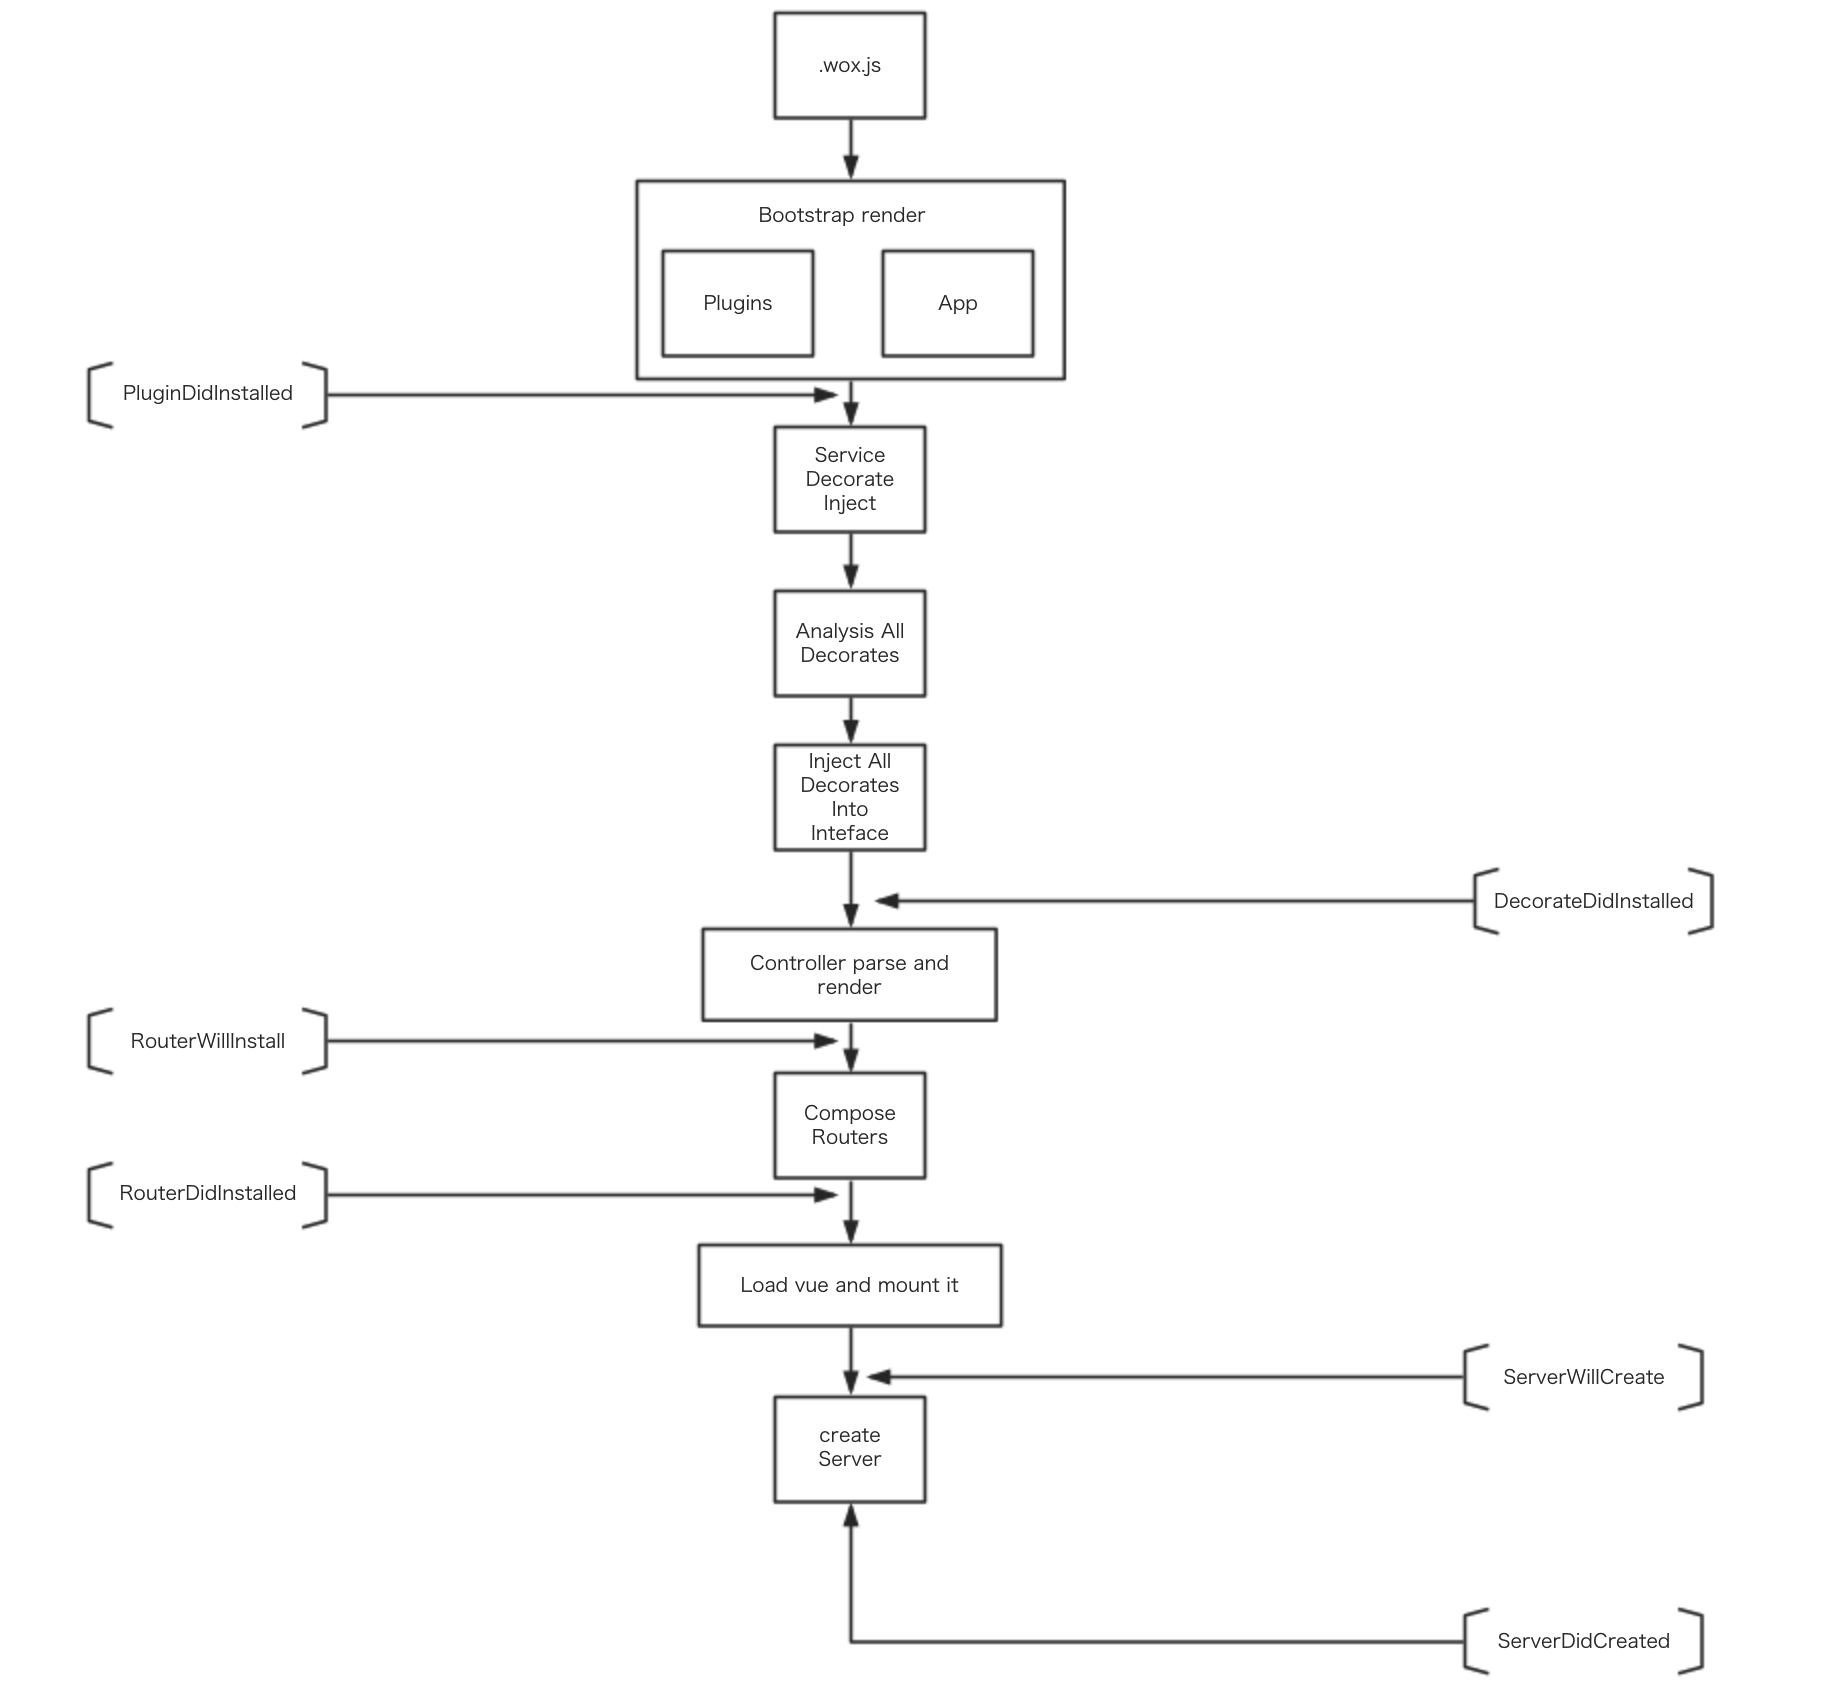 .wox.js
Bootstrap render
Plugins
App
PluginDidInstalled
Service
Decorate
Inject
Analysis All
Decorates
Inject All
Decorates
Into
Inteface
DecorateDidInstalled
Controller parse and
render
RouterWillInstall
Compose
Routers
RouterDidInstalled
Load vue and mount it
ServerWillCreate
create
Server
ServerDidCreated